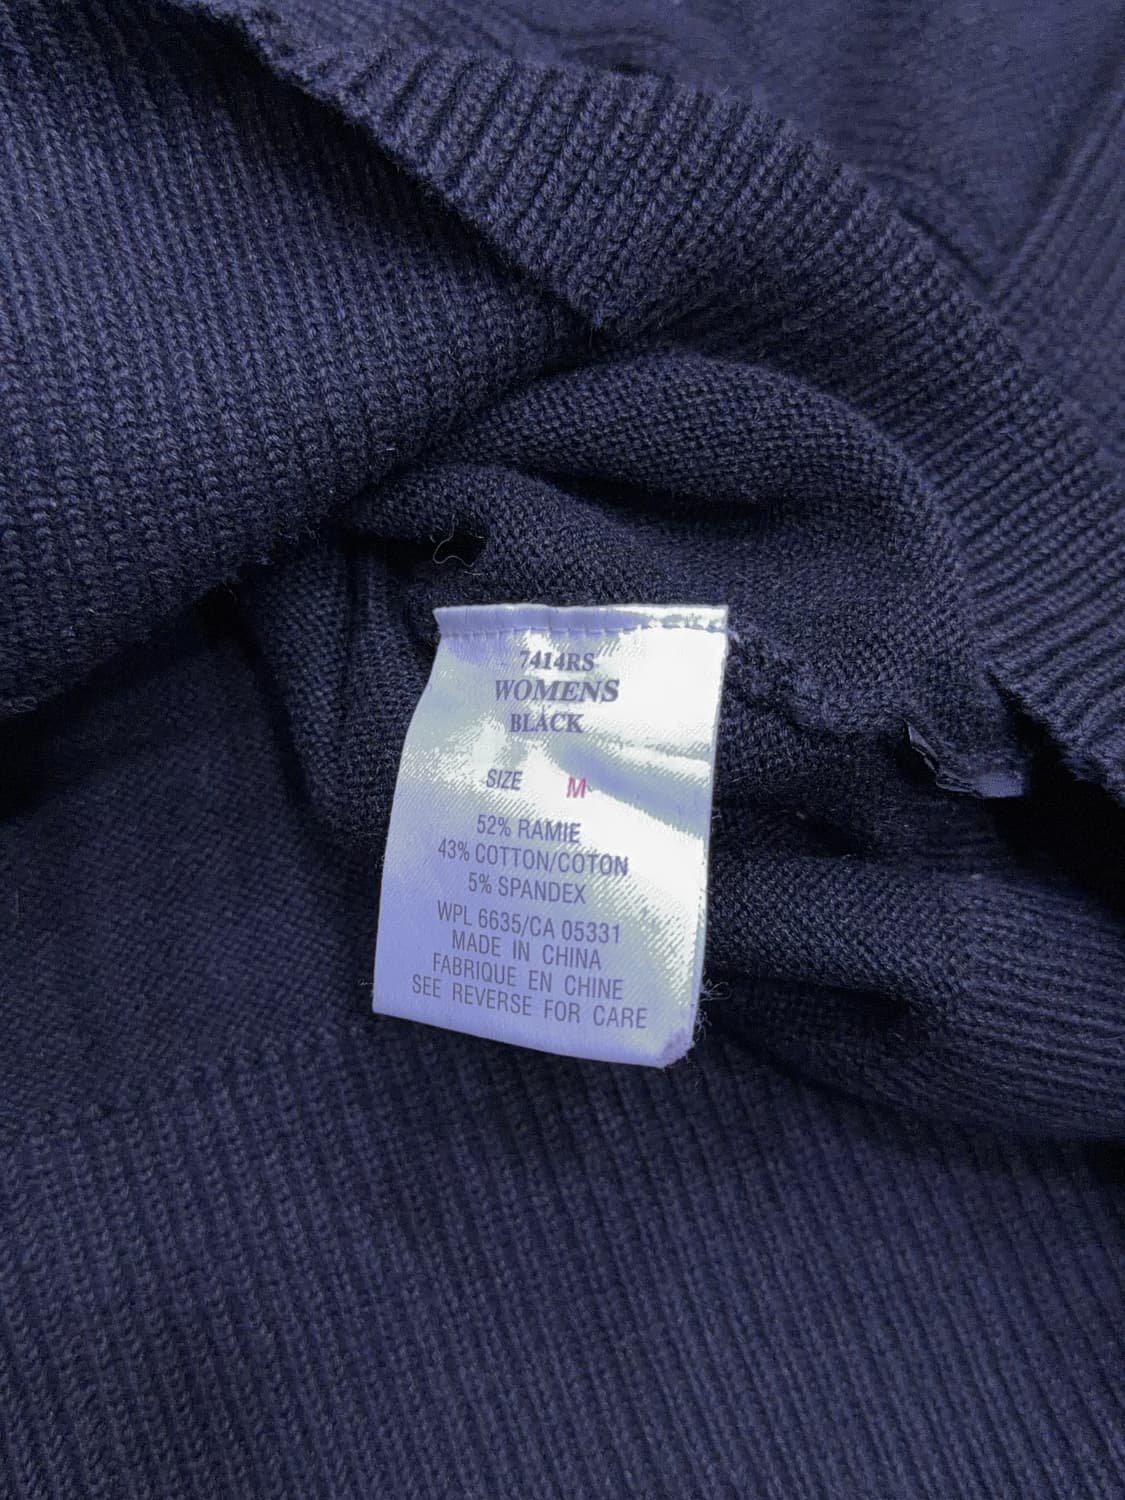 7414RS
WOMENS
BLACK
SIZE M
52% RAMIE
43% COTTON/COTON
5% SPANDEX
WPL 6635/CA 05331
MADE IN CHINA
FABRIQUE EN CHINE
SEE REVERSE FOR CARE